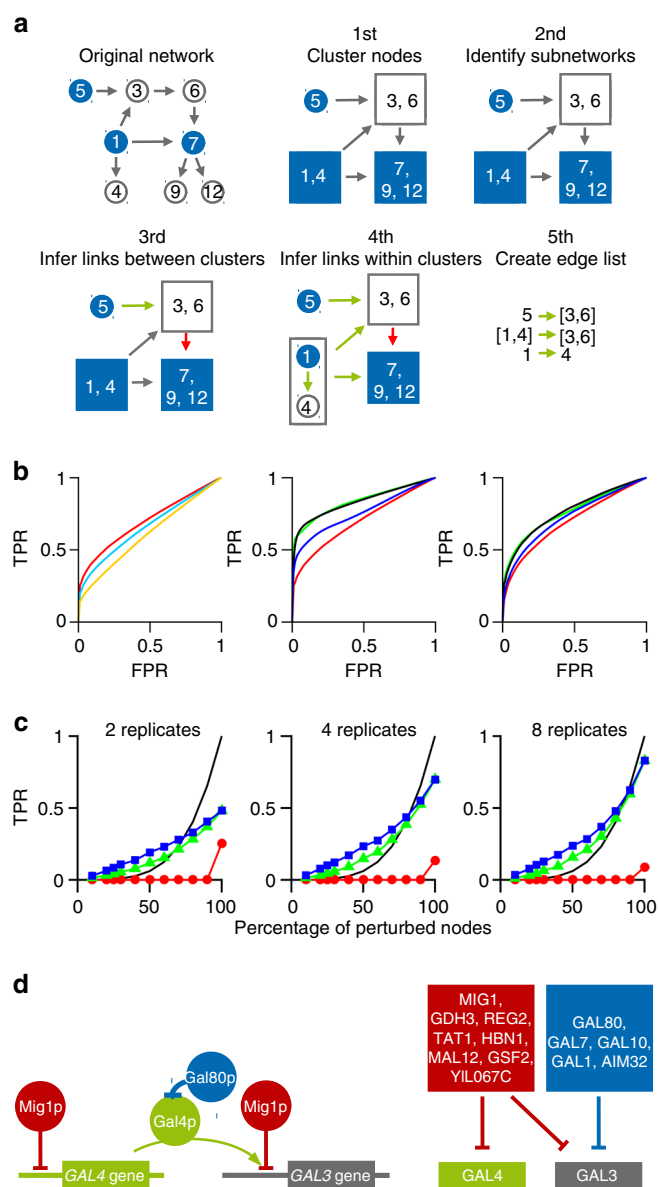 a
Original network
5
3
6
1
7
4
9
12
1st
Cluster nodes
5
3, 6
1,4
7,
9, 12
2nd
Identify subnetworks
5
3, 6
1,4
7,
9, 12
3rd
Infer links between clusters
5
3, 6
1, 4
7,
9, 12
4th
Infer links within clusters
5
3, 6
1
4
7,
9, 12
5th
Create edge list
5 → [3,6]
[1,4] → [3,6]
1 → 4
b
1
0.5
0
TPR
0 0.5 1
FPR
1
0.5
0
TPR
0 0.5 1
FPR
1
0.5
0
TPR
0 0.5 1
FPR
c
2 replicates
1
0.5
0
TPR
0 50 100
4 replicates
0 50 100
8 replicates
0 50 100
Percentage of perturbed nodes
d
Mig1p
Gal80p
Gal4p
Mig1p
GAL4 gene
GAL3 gene
MIG1,
GDH3, REG2,
TAT1, HBN1,
MAL12, GSF2,
YIL067C
GAL80,
GAL7, GAL10,
GAL1, AIM32
GAL4
GAL3